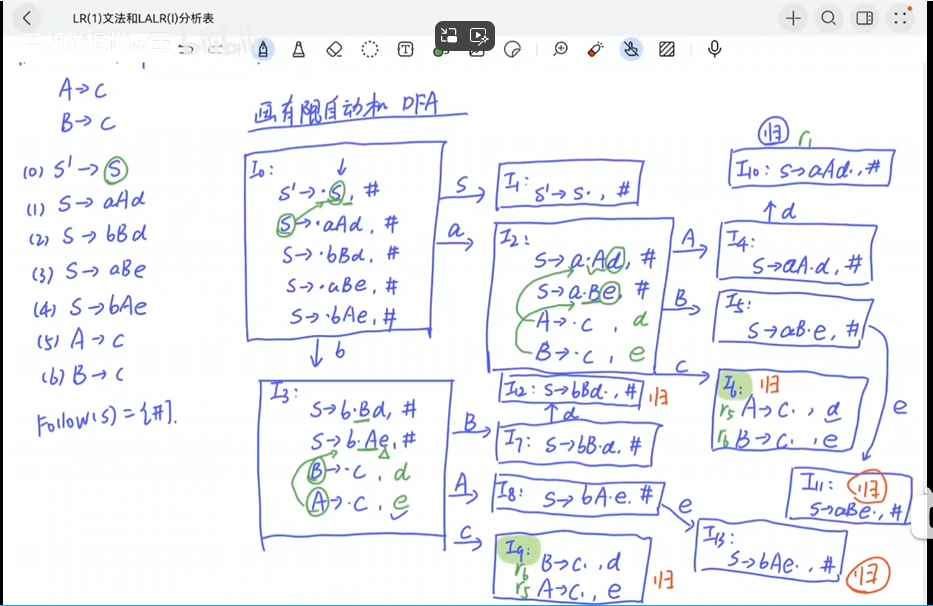 LR(1)文法和LALR(I)分析表
A→c
B→c
(0) S'→S
(1) S→aAd
(2) S→bBd
(3) S→aBe
(4) S→bAe
(5) A→c
(6) B→c
Follow(S)={#}.
画有限自动机 DFA
I0:
S'→·S, #
S→·aAd, #
S→·bBd, #
S→·aBe, #
S→·bAe, #
S
a
b
I1:
S'→S·, #
I2:
S→a·Ad, #
S→a·Be, #
A→·c, d
B→·c, e
A
B
c
I3:
S→b·Bd, #
S→b·Ae, #
B→·c, d
A→·c, e
B
A
c
归 r1
I10: S→aAd·, #
d
I4:
S→aA·d, #
I5:
S→aB·e, #
e
I6: 归
r5 A→c·, d
r6 B→c·, e
I12: S→bBd·, # 归
d
I7: S→bB·d, #
I8: S→bA·e, #
e
I9:
r6 B→c·, d
r5 A→c·, e 归
I11: 归
S→aBe·, #
I13:
S→bAe·, #
归